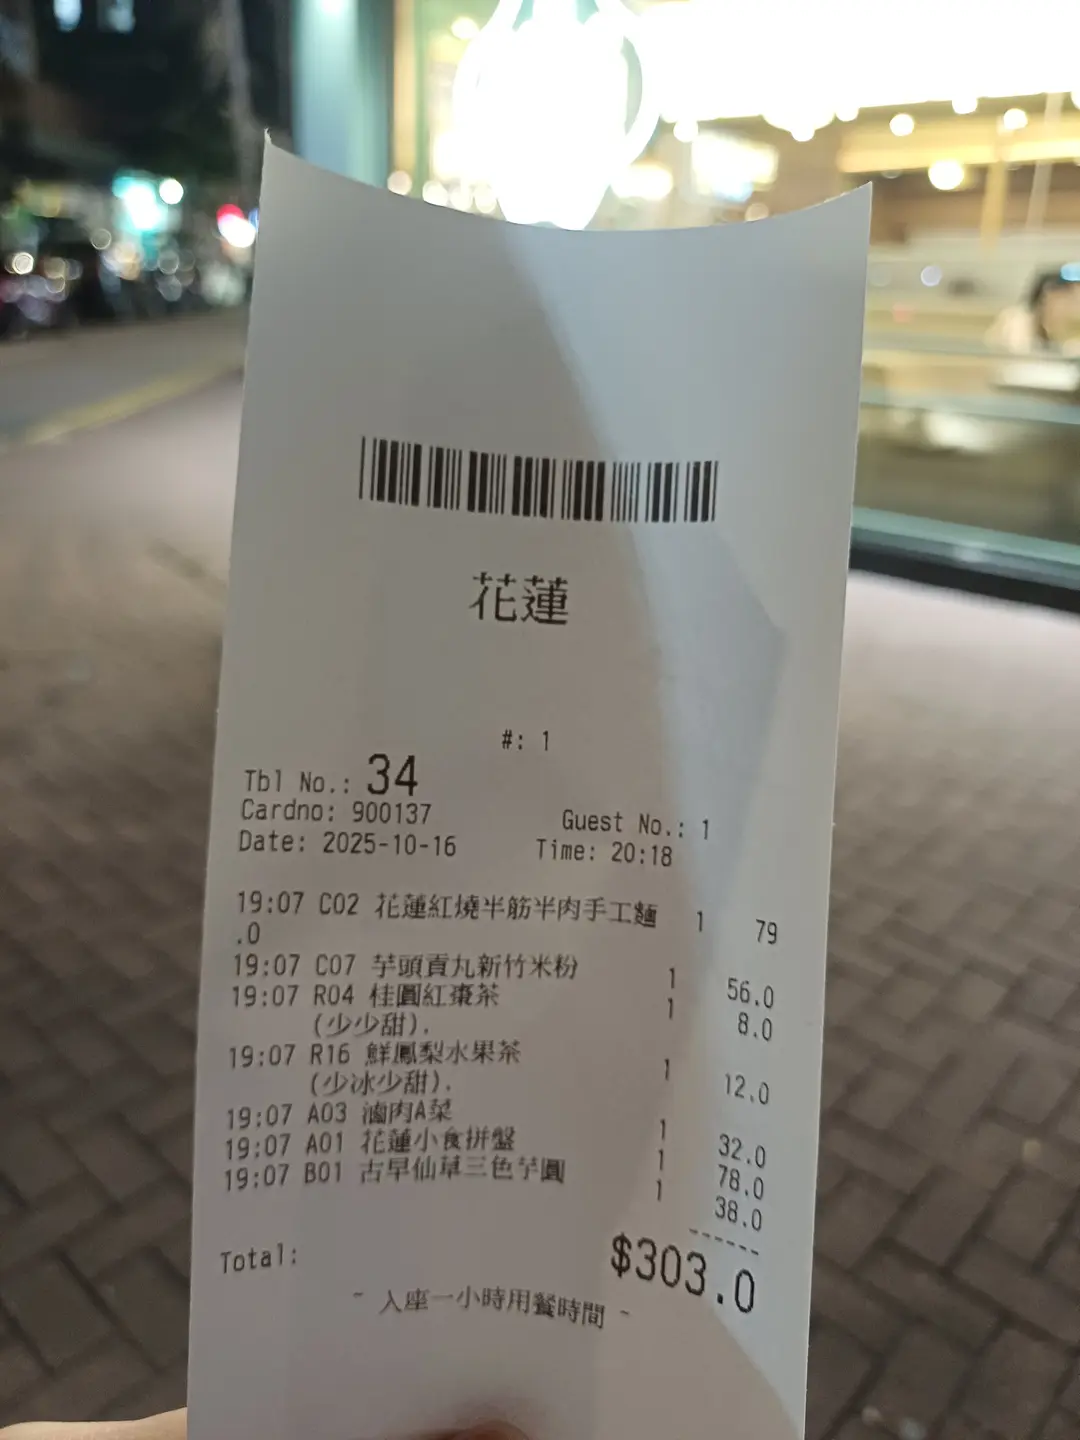 花蓮
#: 1
Tbl No.: 34
Cardno: 900137 Guest No.: 1
Date: 2025-10-16 Time: 20:18
19:07 C02 花蓮紅燒半筋半肉手工麵 1 79
.0
19:07 C07 芋頭貢丸新竹米粉 1 56.0
19:07 R04 桂圓紅棗茶 1 8.0
(少少甜).
19:07 R16 鮮鳳梨水果茶 1 12.0
(少冰少甜).
19:07 A03 滷肉A菜 1 32.0
19:07 A01 花蓮小食拼盤 1 78.0
19:07 B01 古早仙草三色芋圓 1 38.0
------
Total: $303.0
- 入座一小時用餐時間 -